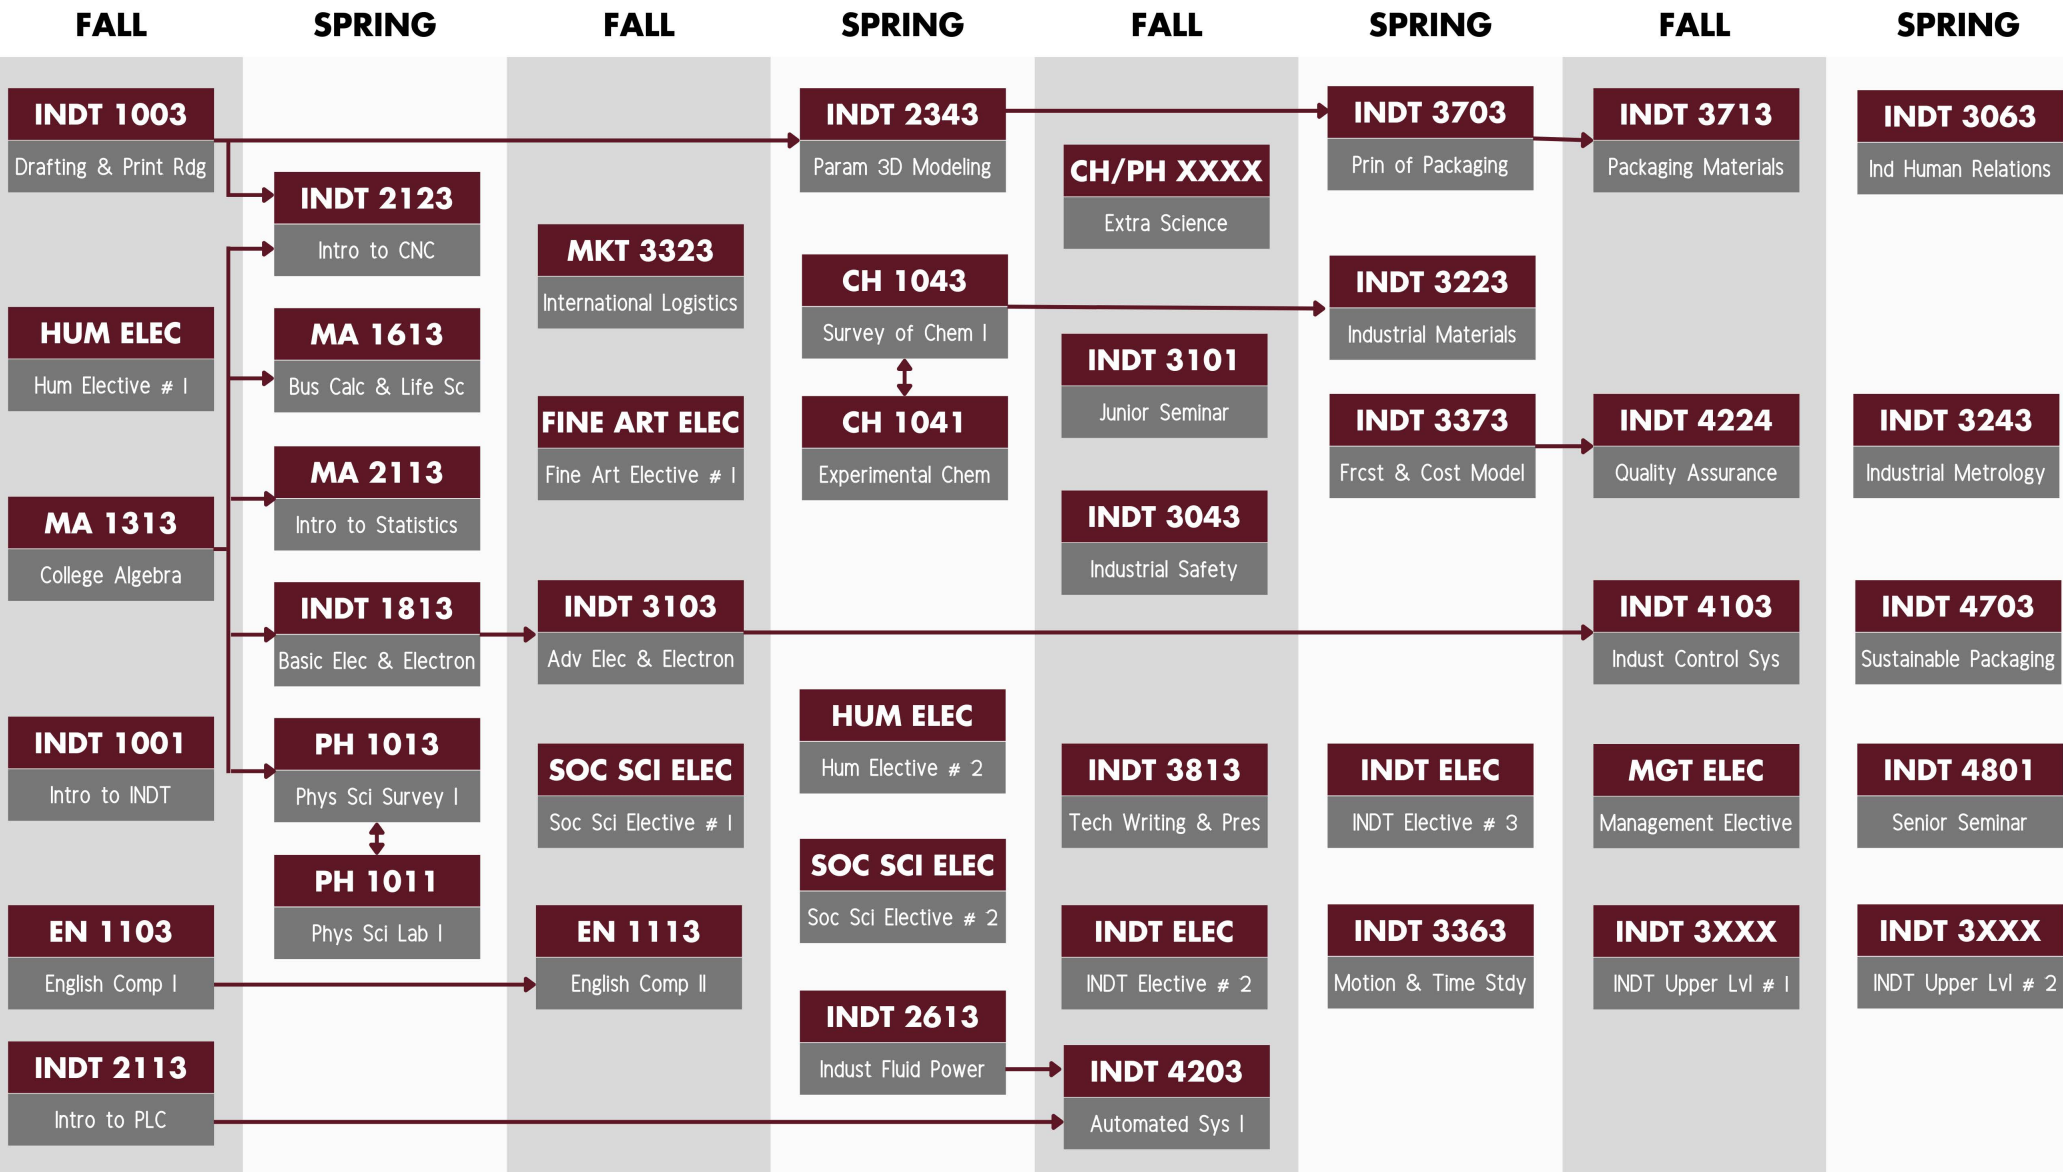 FALL
SPRING
FALL
SPRING
FALL
SPRING
FALL
SPRING
INDT 1003
Drafting & Print Rdg
HUM ELEC
Hum Elective # 1
MA 1313
College Algebra
INDT 1001
Intro to INDT
EN 1103
English Comp I
INDT 2113
Intro to PLC
INDT 2123
Intro to CNC
MA 1613
Bus Calc & Life Sc
MA 2113
Intro to Statistics
INDT 1813
Basic Elec & Electron
PH 1013
Phys Sci Survey I
PH 1011
Phys Sci Lab I
MKT 3323
International Logistics
FINE ART ELEC
Fine Art Elective # 1
INDT 3103
Adv Elec & Electron
SOC SCI ELEC
Soc Sci Elective # 1
EN 1113
English Comp II
INDT 2343
Param 3D Modeling
CH 1043
Survey of Chem I
CH 1041
Experimental Chem
HUM ELEC
Hum Elective # 2
SOC SCI ELEC
Soc Sci Elective # 2
INDT 2613
Indust Fluid Power
CH/PH XXXX
Extra Science
INDT 3101
Junior Seminar
INDT 3043
Industrial Safety
INDT 3813
Tech Writing & Pres
INDT ELEC
INDT Elective # 2
INDT 4203
Automated Sys I
INDT 3703
Prin of Packaging
INDT 3223
Industrial Materials
INDT 3373
Frcst & Cost Model
INDT ELEC
INDT Elective # 3
INDT 3363
Motion & Time Stdy
INDT 3713
Packaging Materials
INDT 4224
Quality Assurance
INDT 4103
Indust Control Sys
MGT ELEC
Management Elective
INDT 3XXX
INDT Upper Lvl # 1
INDT 3063
Ind Human Relations
INDT 3243
Industrial Metrology
INDT 4703
Sustainable Packaging
INDT 4801
Senior Seminar
INDT 3XXX
INDT Upper Lvl # 2